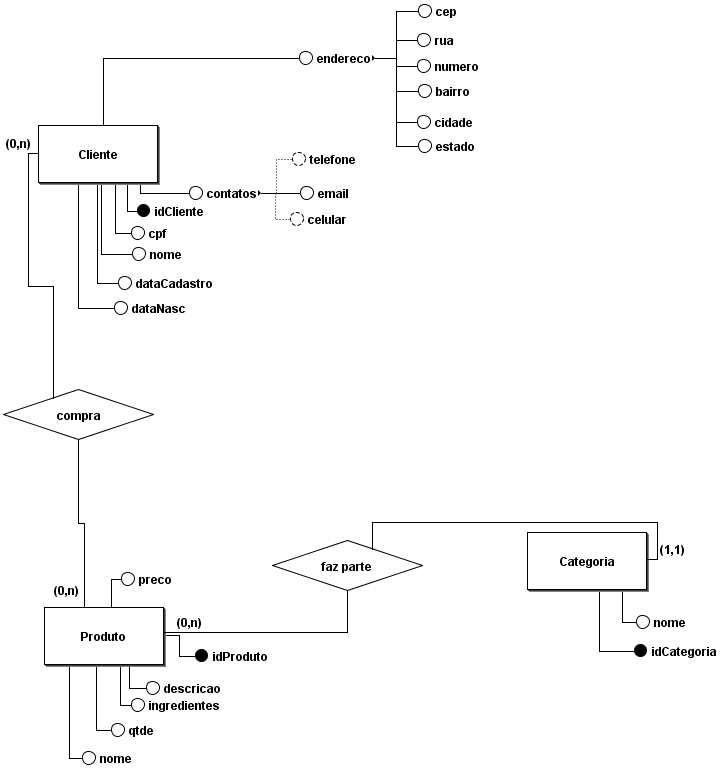 cep
rua
endereco
numero
bairro
cidade
estado
(0,n)
Cliente
telefone
contatos
email
idCliente
celular
cpf
nome
dataCadastro
dataNasc
compra
(1,1)
faz parte
Categoria
preco
(0,n)
(0,n)
nome
Produto
idProduto
idCategoria
descricao
ingredientes
qtde
nome